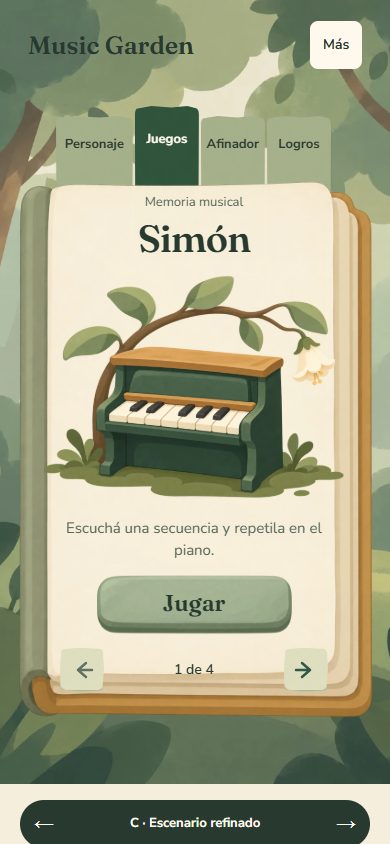 Music Garden
Más
Personaje
Juegos
Afinador
Logros
Memoria musical
Simón
Escuchá una secuencia y repetila en el
piano.
Jugar
← 1 de 4 →
← C · Escenario refinado →